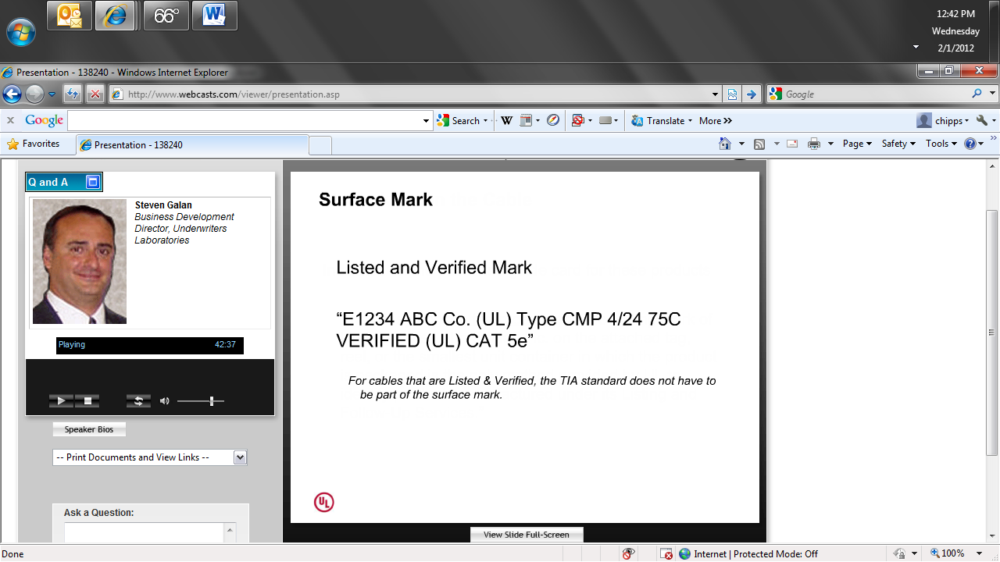 66°
12:42 PM
Wednesday
2/1/2012
Presentation - 138240 - Windows Internet Explorer
http://www.webcasts.com/viewer/presentation.asp
Google
X Google
Search
W
Translate
More »
chipps
Favorites
Presentation - 138240
Page
Safety
Tools
Q and A
Steven Galan
Business Development
Director, Underwriters
Laboratories
Playing 42:37
Speaker Bios
-- Print Documents and View Links --
Ask a Question:
Surface Mark
Listed and Verified Mark
“E1234 ABC Co. (UL) Type CMP 4/24 75C
VERIFIED (UL) CAT 5e”
For cables that are Listed & Verified, the TIA standard does not have to
be part of the surface mark.
UL
View Slide Full-Screen
Done
Internet | Protected Mode: Off
100%